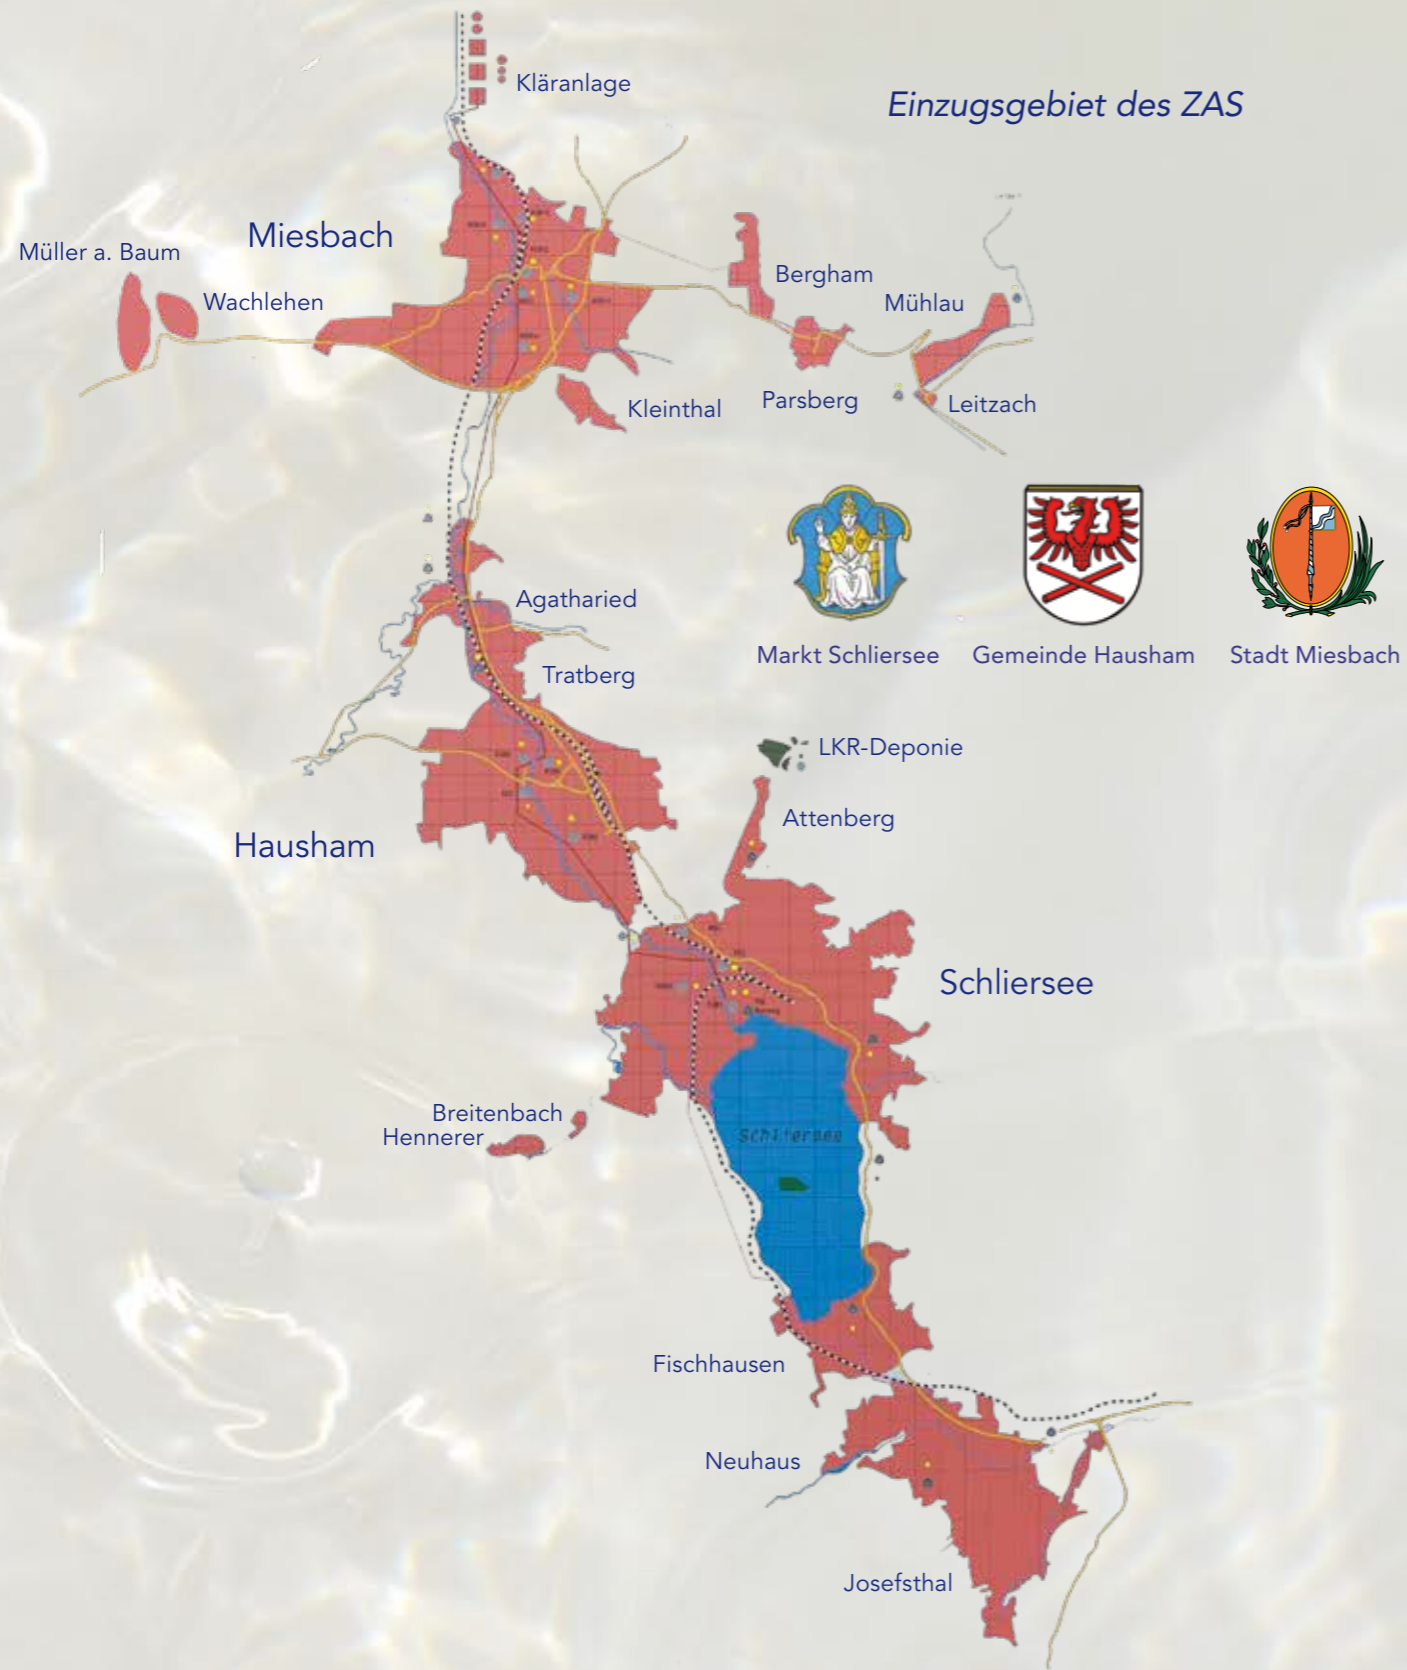 Kläranlage
Einzugsgebiet des ZAS
Miesbach
Müller a. Baum
Wachlehen
Bergham
Mühlau
Kleinthal
Parsberg
Leitzach
Agatharied
Markt Schliersee
Gemeinde Hausham
Stadt Miesbach
Tratberg
LKR-Deponie
Attenberg
Hausham
Schliersee
Breitenbach
Hennerer
Schliersee
Fischhausen
Neuhaus
Josefsthal